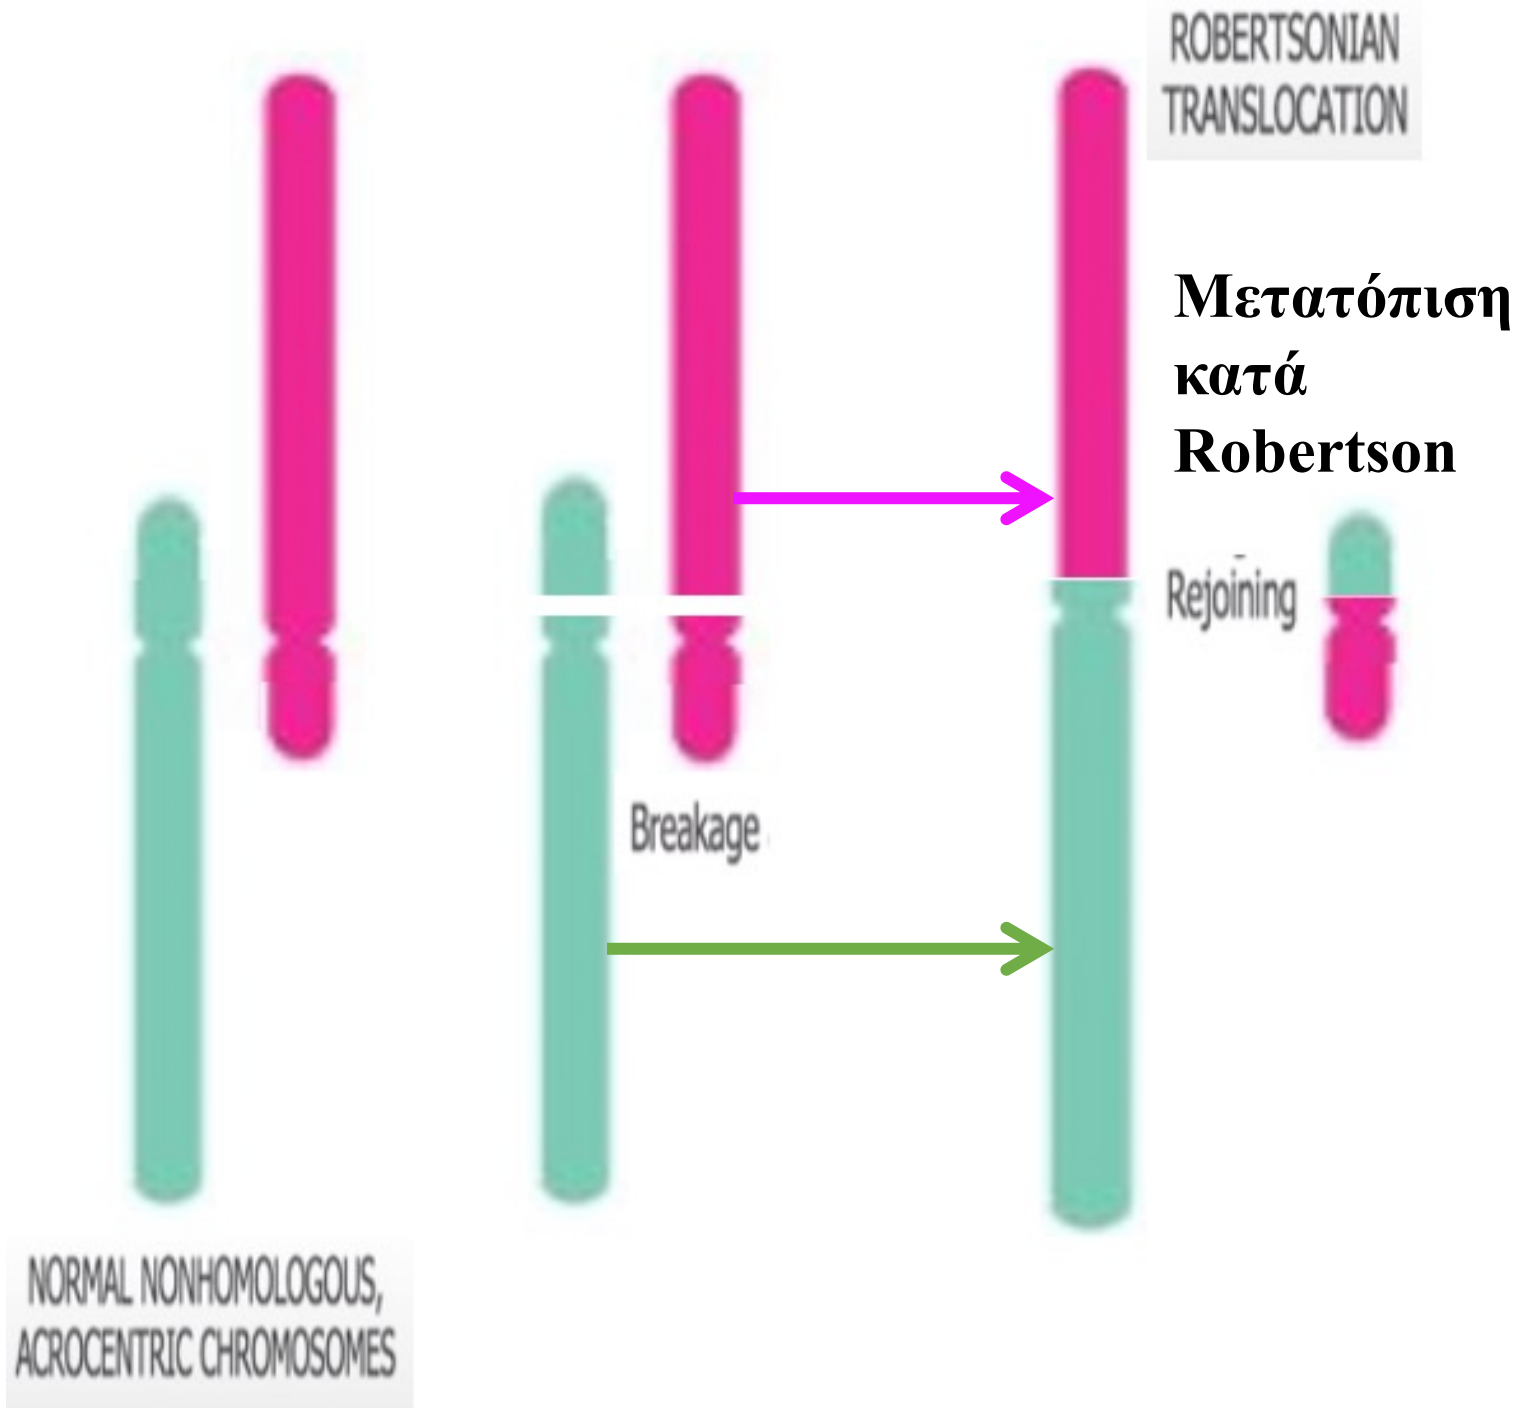 ROBERTSONIAN
TRANSLOCATION
Μετατόπιση
κατά
Robertson
Rejoining
Breakage
NORMAL NONHOMOLOGOUS,
ACROCENTRIC CHROMOSOMES